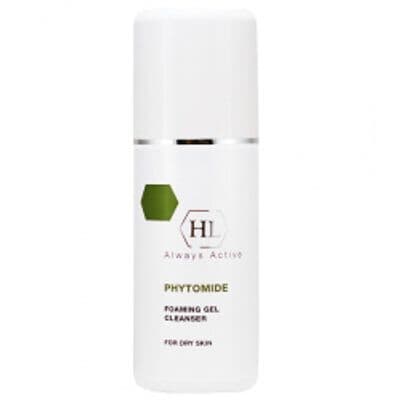 HL
Always Active
PHYTOMIDE
FOAMING GEL
CLEANSER
FOR DRY SKIN